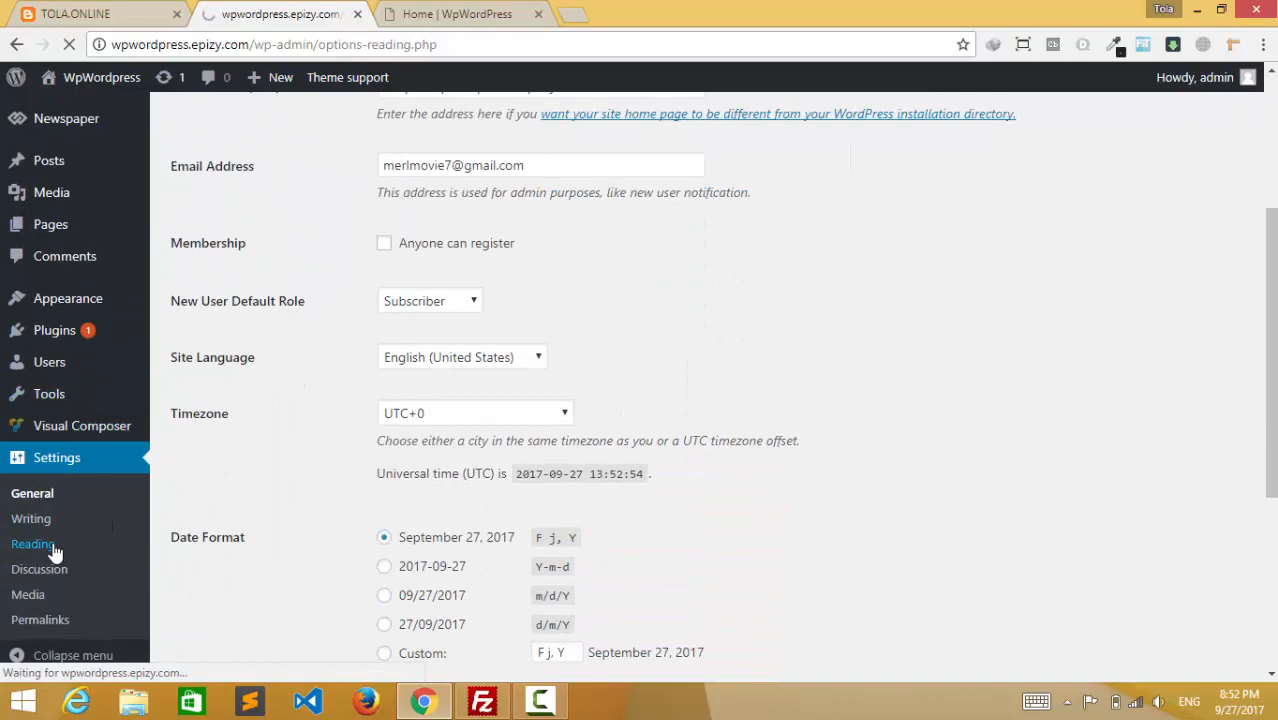 TOLA.ONLINE
wpwordpress.epizy.com/
Home | WpWordPress
Tola
wpwordpress.epizy.com/wp-admin/options-reading.php
WpWordpress
1
0
New
Theme support
Howdy, admin
Newspaper
Posts
Media
Pages
Comments
Appearance
Plugins 1
Users
Tools
Visual Composer
Settings
General
Writing
Reading
Discussion
Media
Permalinks
Collapse menu
Enter the address here if you want your site home page to be different from your WordPress installation directory.
Email Address
merlmovie7@gmail.com
This address is used for admin purposes, like new user notification.
Membership
Anyone can register
New User Default Role
Subscriber
Site Language
English (United States)
Timezone
UTC+0
Choose either a city in the same timezone as you or a UTC timezone offset.
Universal time (UTC) is 2017-09-27 13:52:54 .
Date Format
September 27, 2017 F j, Y
2017-09-27 Y-m-d
09/27/2017 m/d/Y
27/09/2017 d/m/Y
Custom: F j, Y September 27, 2017
Waiting for wpwordpress.epizy.com...
ENG
8:52 PM
9/27/2017